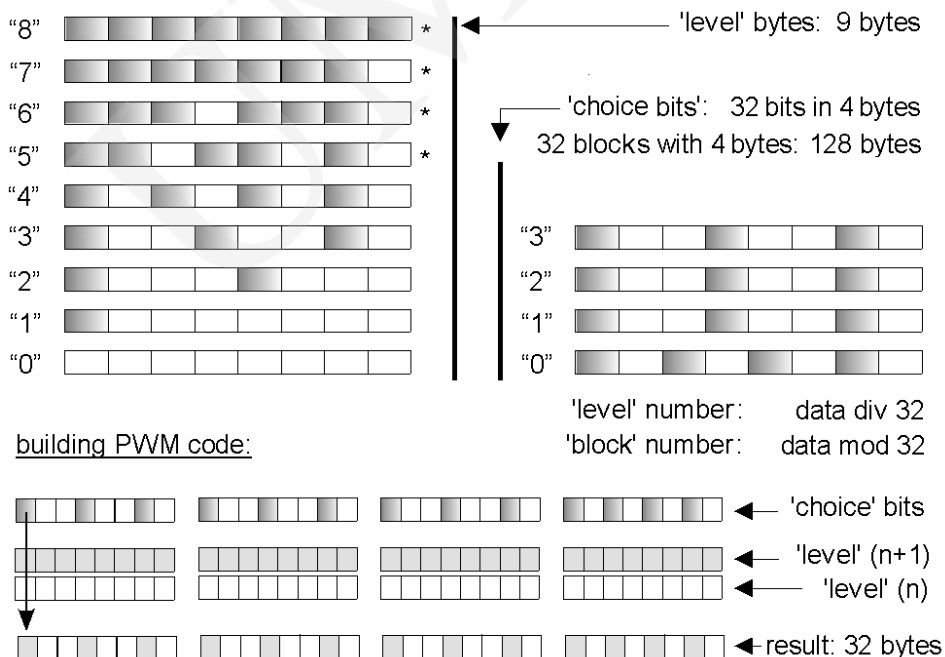 “8” * 'level' bytes: 9 bytes
“7” *
“6” * 'choice bits': 32 bits in 4 bytes
“5” * 32 blocks with 4 bytes: 128 bytes
“4”
“3” “3”
“2” “2”
“1” “1”
“0” “0”
'level' number: data div 32
building PWM code: 'block' number: data mod 32
'choice' bits
'level' (n+1)
'level' (n)
result: 32 bytes